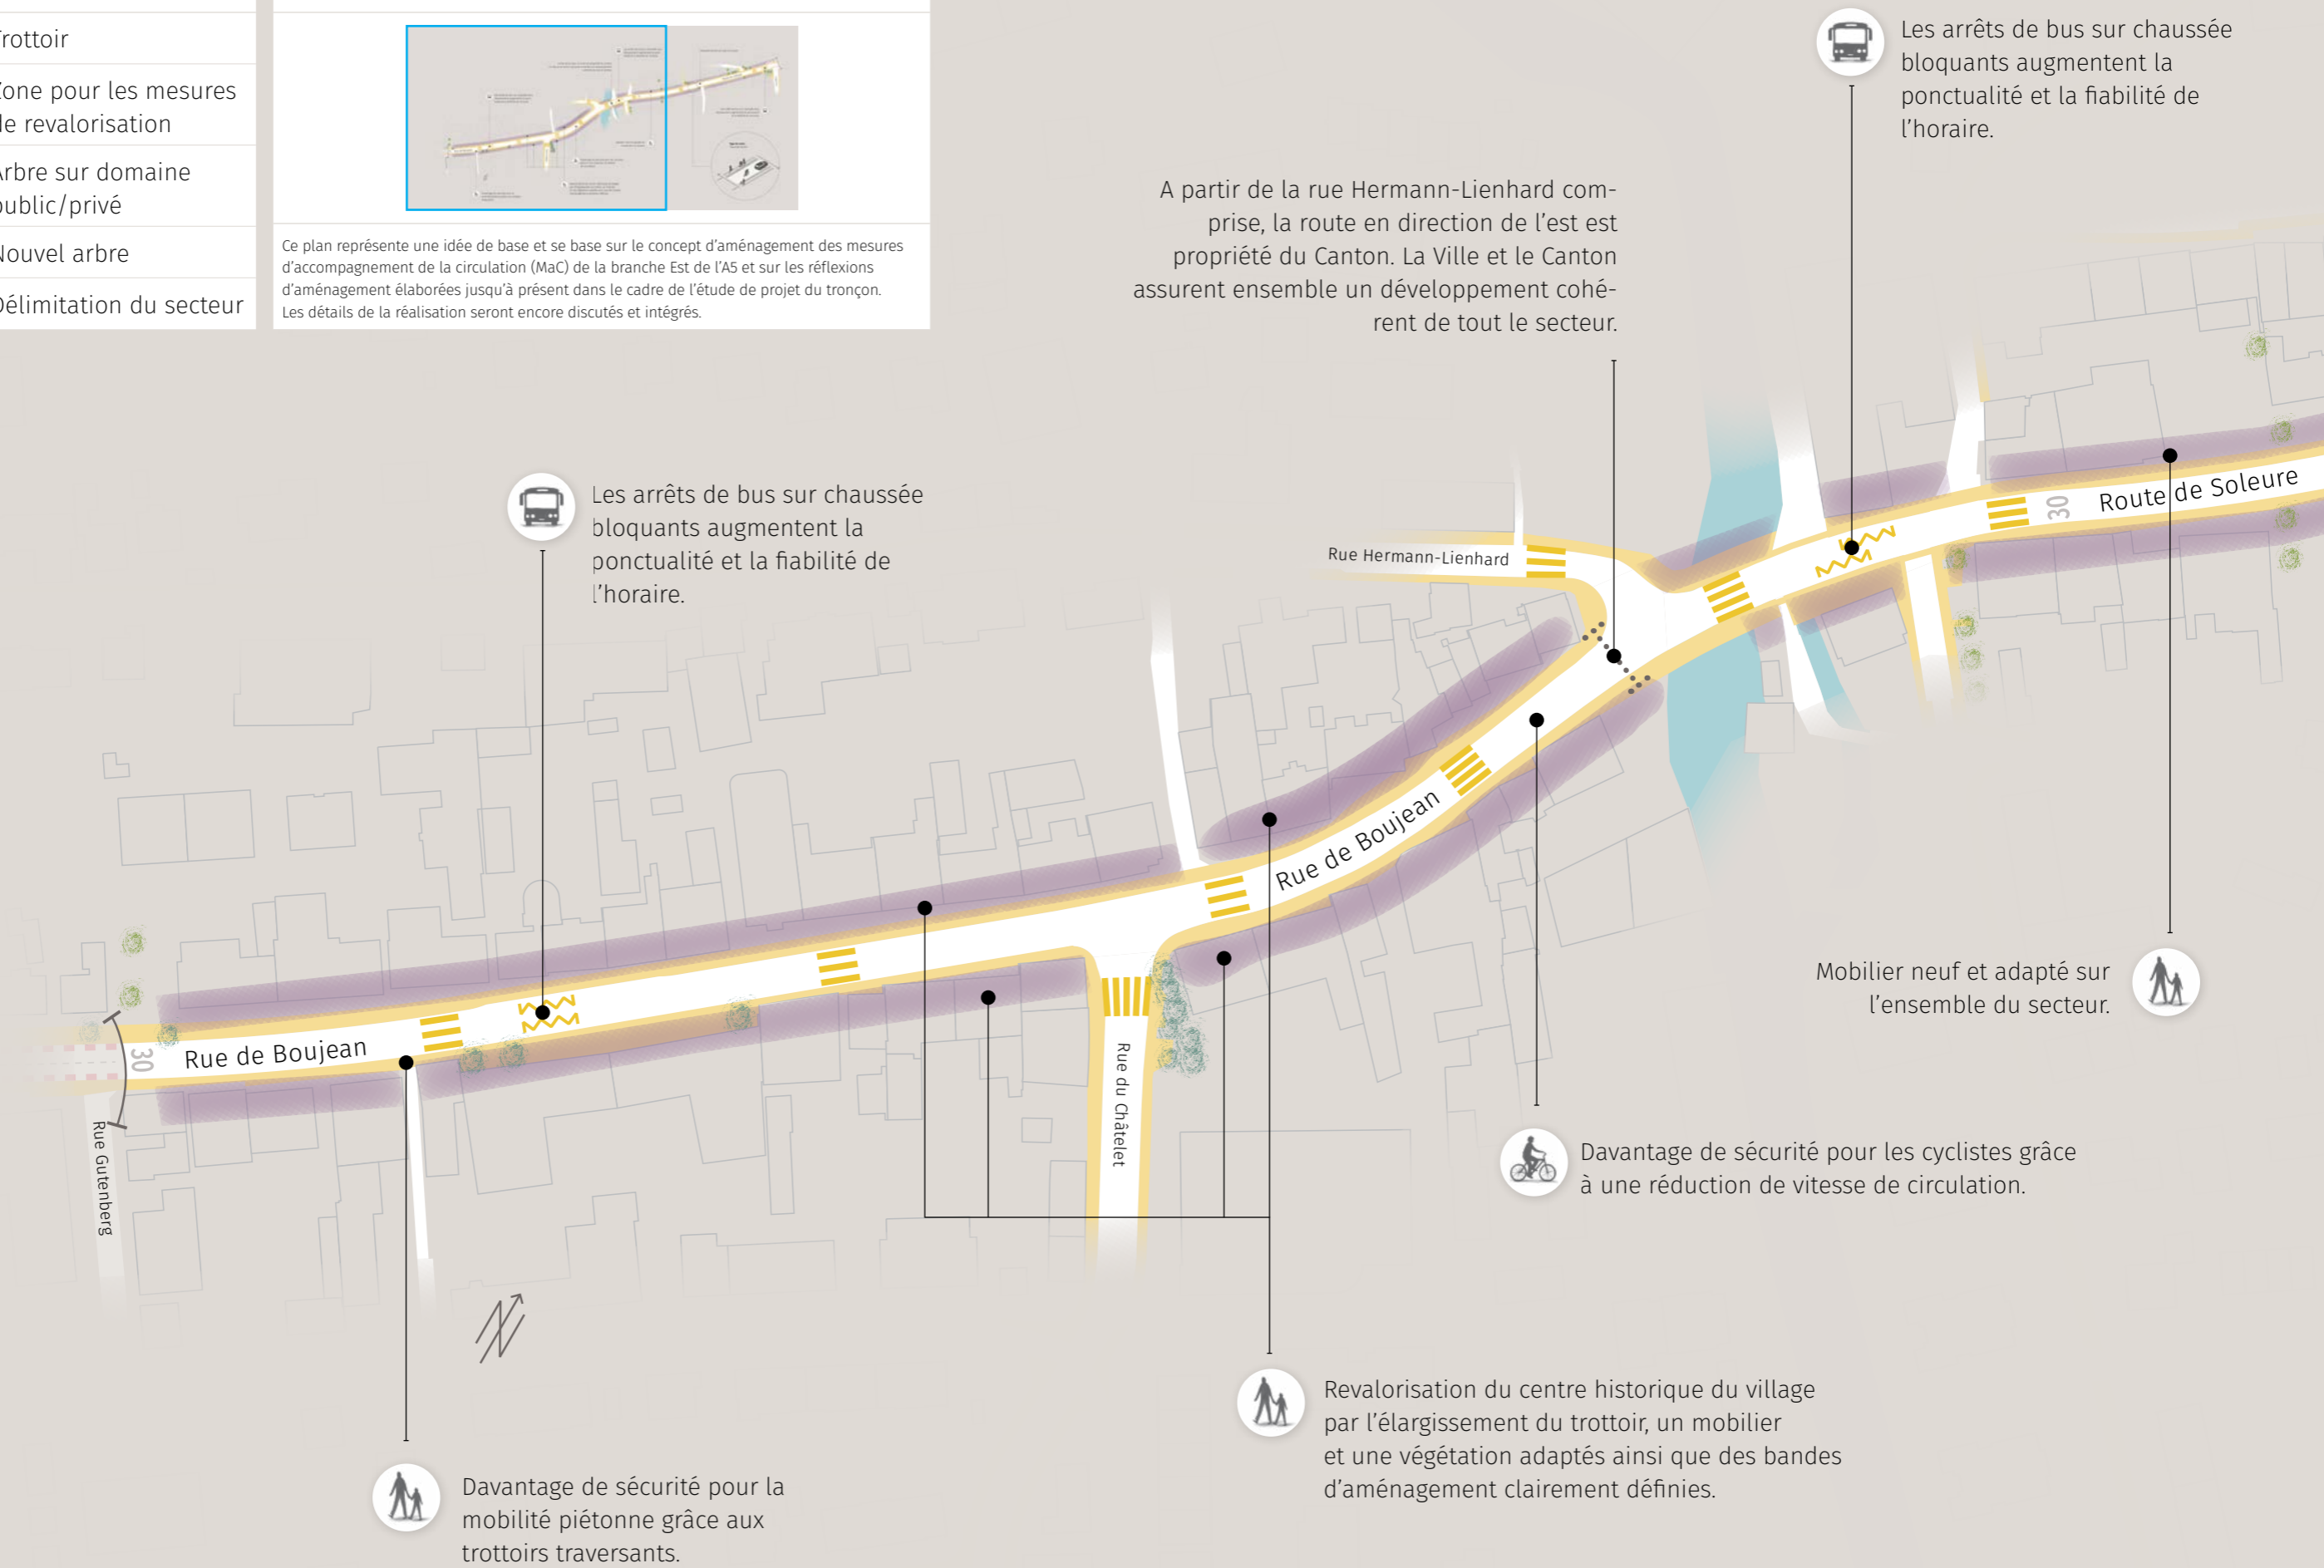 Trottoir
Zone pour les mesures
de revalorisation
Arbre sur domaine
public/privé
Nouvel arbre
Délimitation du secteur
Ce plan représente une idée de base et se base sur le concept d'aménagement des mesures
d'accompagnement de la circulation (MaC) de la branche Est de l'A5 et sur les réflexions
d'aménagement élaborées jusqu'à présent dans le cadre de l'étude de projet du tronçon.
Les détails de la réalisation seront encore discutés et intégrés.
Les arrêts de bus sur chaussée
bloquants augmentent la
ponctualité et la fiabilité de
l'horaire.
A partir de la rue Hermann-Lienhard com-
prise, la route en direction de l'est est
propriété du Canton. La Ville et le Canton
assurent ensemble un développement cohé-
rent de tout le secteur.
Les arrêts de bus sur chaussée
bloquants augmentent la
ponctualité et la fiabilité de
l'horaire.
Route de Soleure
30
Rue Hermann-Lienhard
Rue de Boujean
Rue de Boujean
30
Rue du Châtelet
Rue Gutenberg
Mobilier neuf et adapté sur
l'ensemble du secteur.
Davantage de sécurité pour les cyclistes grâce
à une réduction de vitesse de circulation.
Revalorisation du centre historique du village
par l'élargissement du trottoir, un mobilier
et une végétation adaptés ainsi que des bandes
d'aménagement clairement définies.
Davantage de sécurité pour la
mobilité piétonne grâce aux
trottoirs traversants.